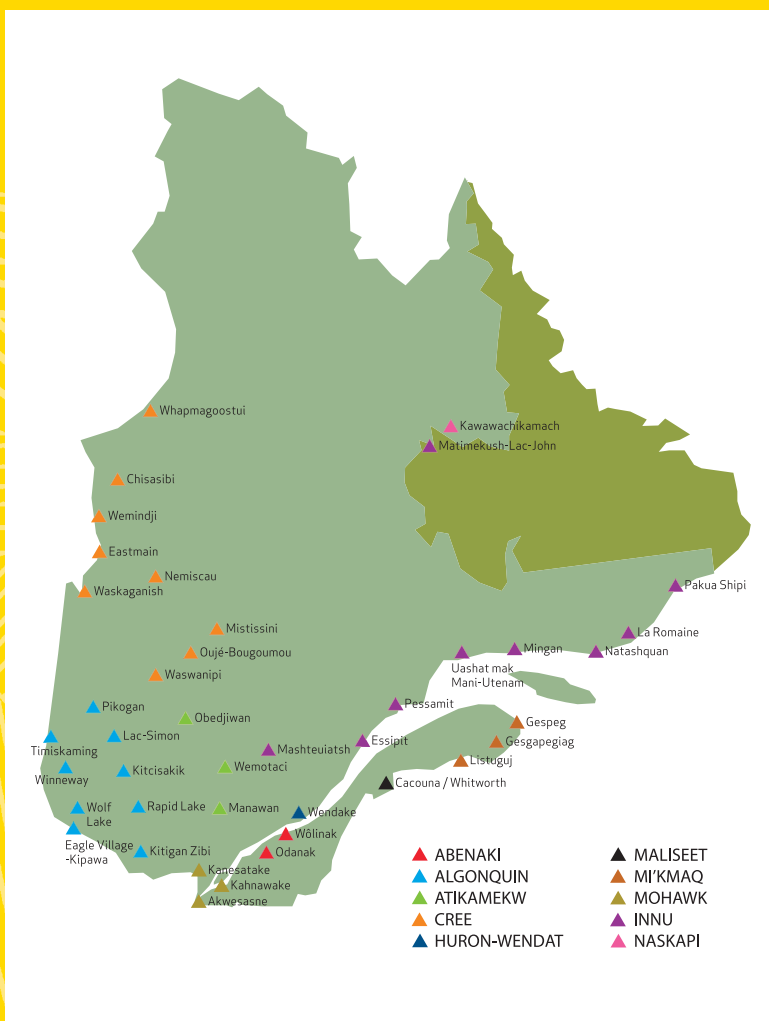 Whapmagoostui
Kawawachikamach
Matimekush-Lac-John
Chisasibi
Wemindji
Eastmain
Nemiscau
Waskaganish
Pakua Shipi
Mistissini
La Romaine
Oujé-Bougoumou
Mingan
Natashquan
Uashat mak
Mani-Utenam
Waswanipi
Pessamit
Pikogan
Obedjiwan
Gespeg
Timiskaming
Lac-Simon
Mashteuiatsh
Essipit
Gesgapegiag
Listuguj
Winneway
Kitcisakik
Wemotaci
Cacouna / Whitworth
Wolf
Lake
Rapid Lake
Manawan
Wendake
Eagle Village
-Kipawa
Wôlinak
Kitigan Zibi
Odanak
Kanesatake
Kahnawake
Akwesasne
ABENAKI
ALGONQUIN
ATIKAMEKW
CREE
HURON-WENDAT
MALISEET
MI'KMAQ
MOHAWK
INNU
NASKAPI